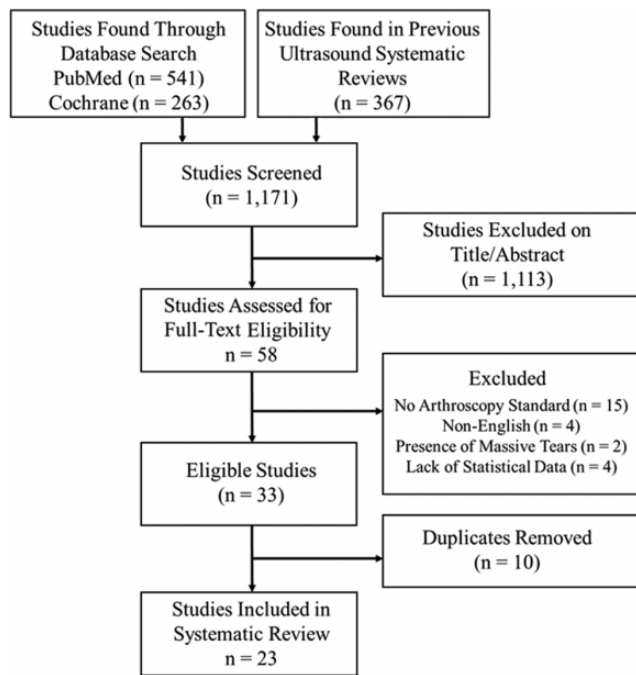 Studies Found Through
Database Search
PubMed (n = 541)
Cochrane (n = 263)
Studies Found in Previous
Ultrasound Systematic
Reviews
(n = 367)
Studies Screened
(n = 1,171)
Studies Excluded on
Title/Abstract
(n = 1,113)
Studies Assessed for
Full-Text Eligibility
n = 58
Excluded
No Arthroscopy Standard (n = 15)
Non-English (n = 4)
Presence of Massive Tears (n = 2)
Lack of Statistical Data (n = 4)
Eligible Studies
(n = 33)
Duplicates Removed
(n = 10)
Studies Included in
Systematic Review
n = 23